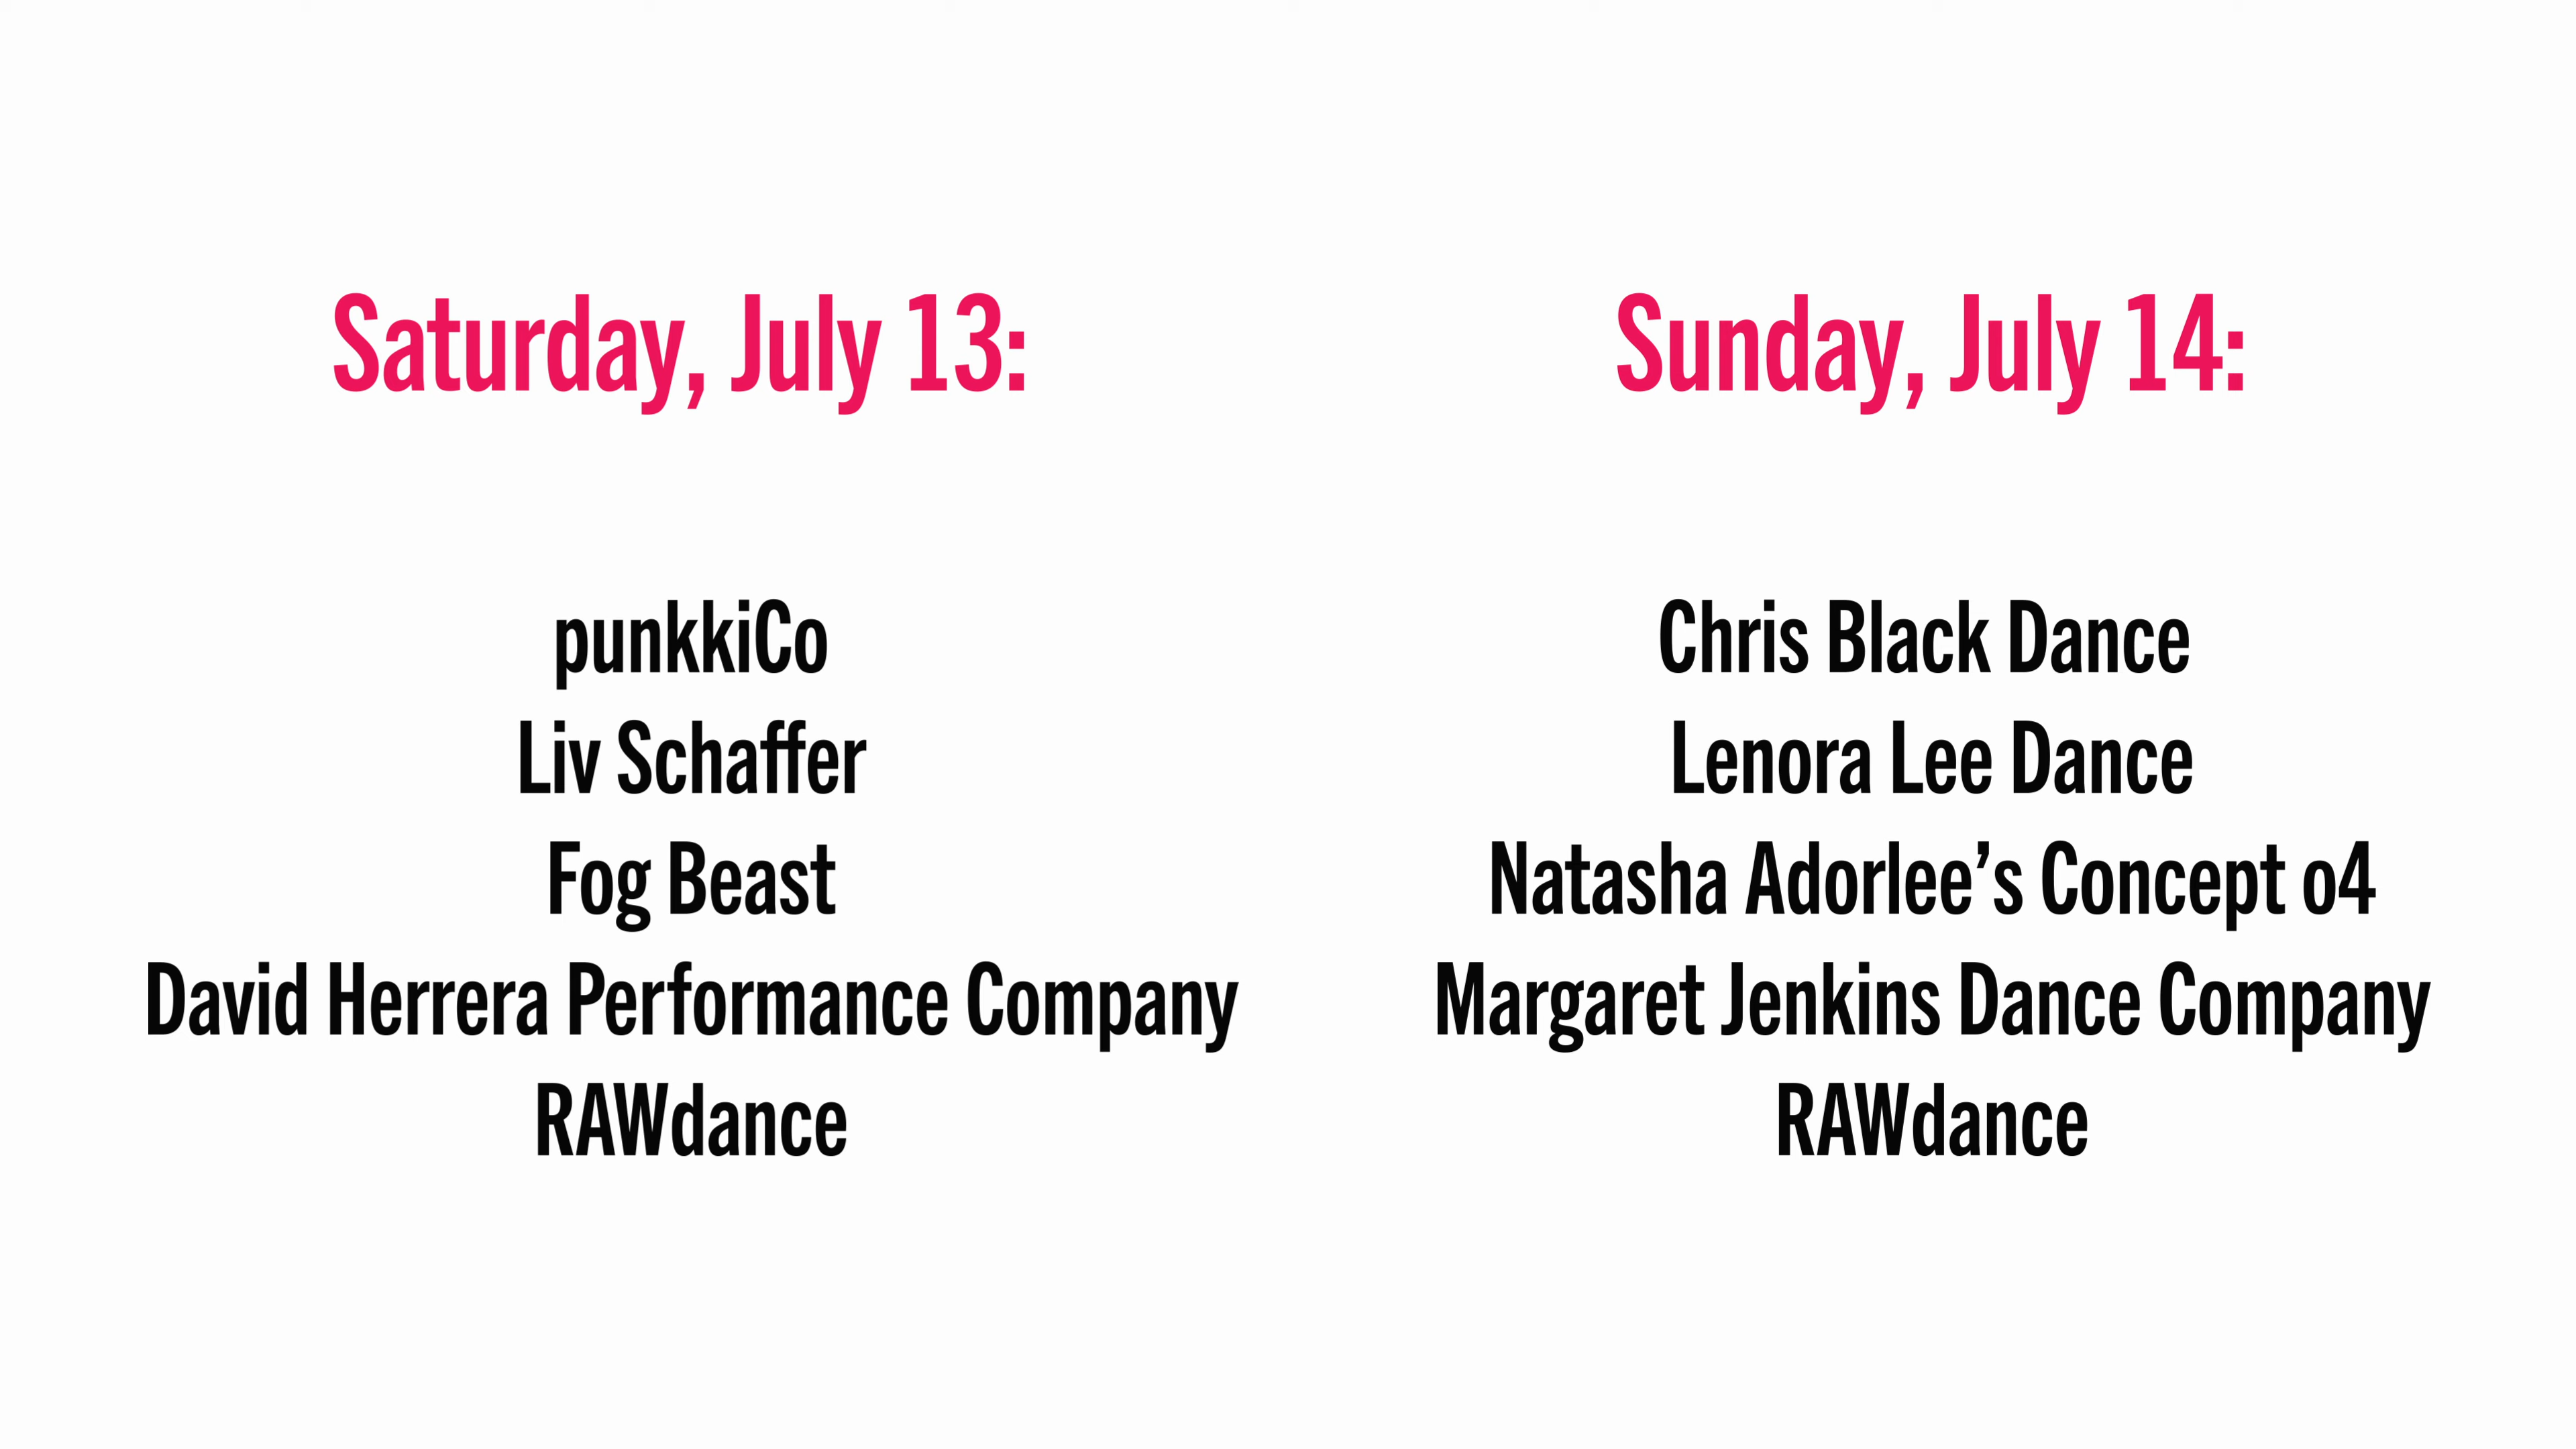 Saturday, July 13:
punkkiCo
Liv Schaffer
Fog Beast
David Herrera Performance Company
RAWdance
Sunday, July 14:
Chris Black Dance
Lenora Lee Dance
Natasha Adorlee’s Concept o4
Margaret Jenkins Dance Company
RAWdance